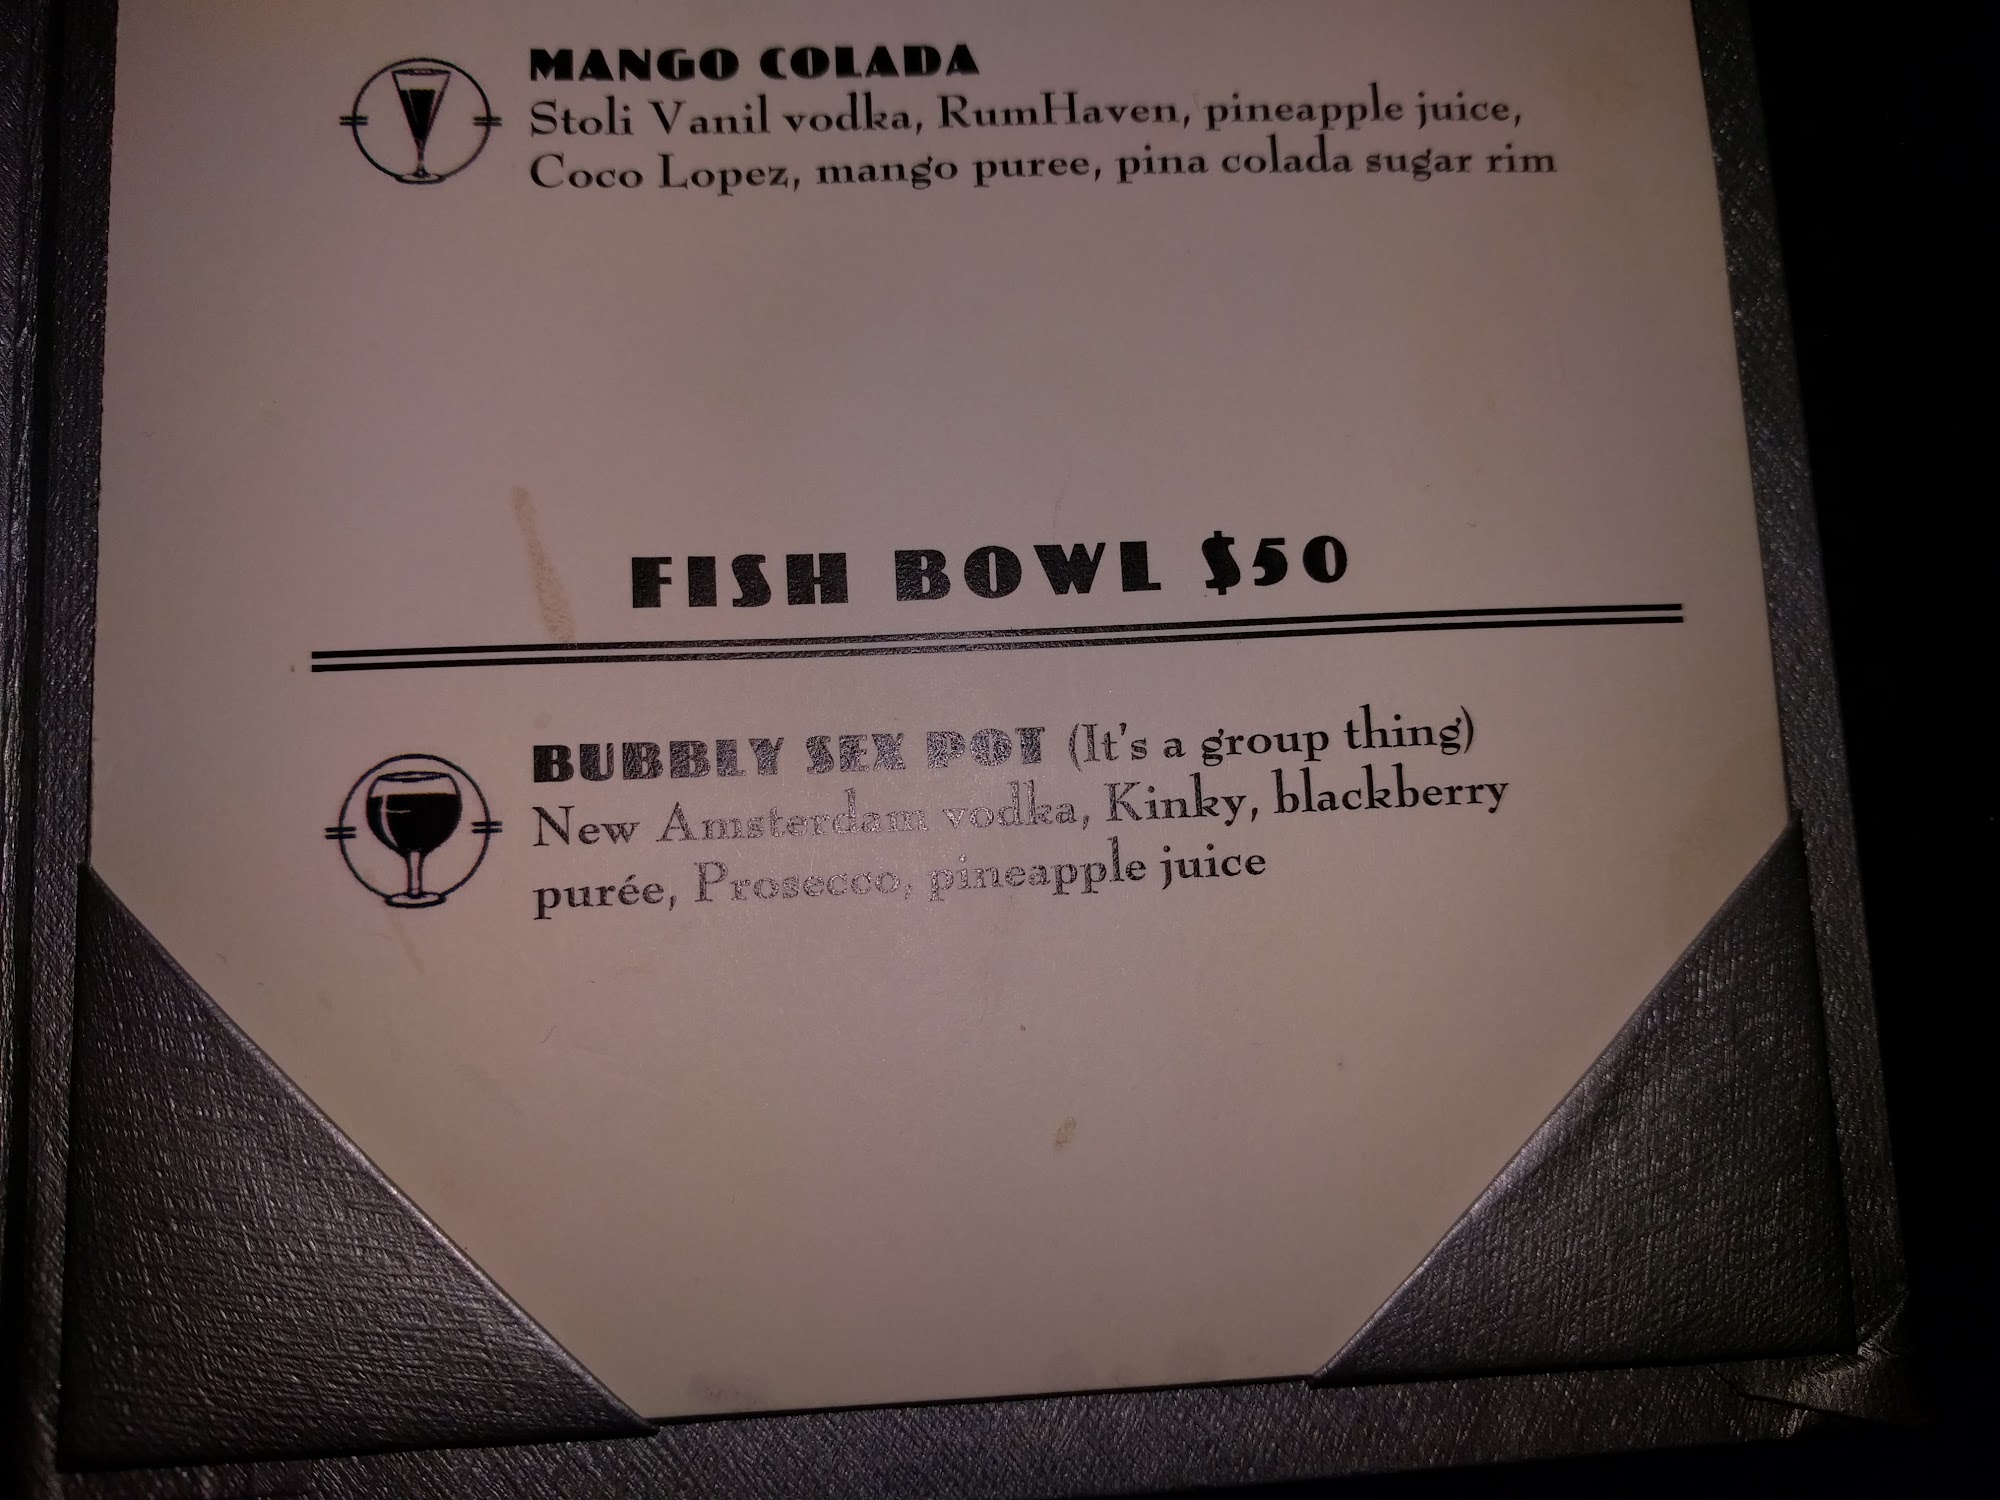 MANGO COLADA
Stoli Vanil vodka, RumHaven, pineapple juice,
Coco Lopez, mango puree, pina colada sugar rim
FISH BOWL $50
BUBBLY SEX POT (It's a group thing)
New Amsterdam vodka, Kinky, blackberry
purée, Prosecco, pineapple juice